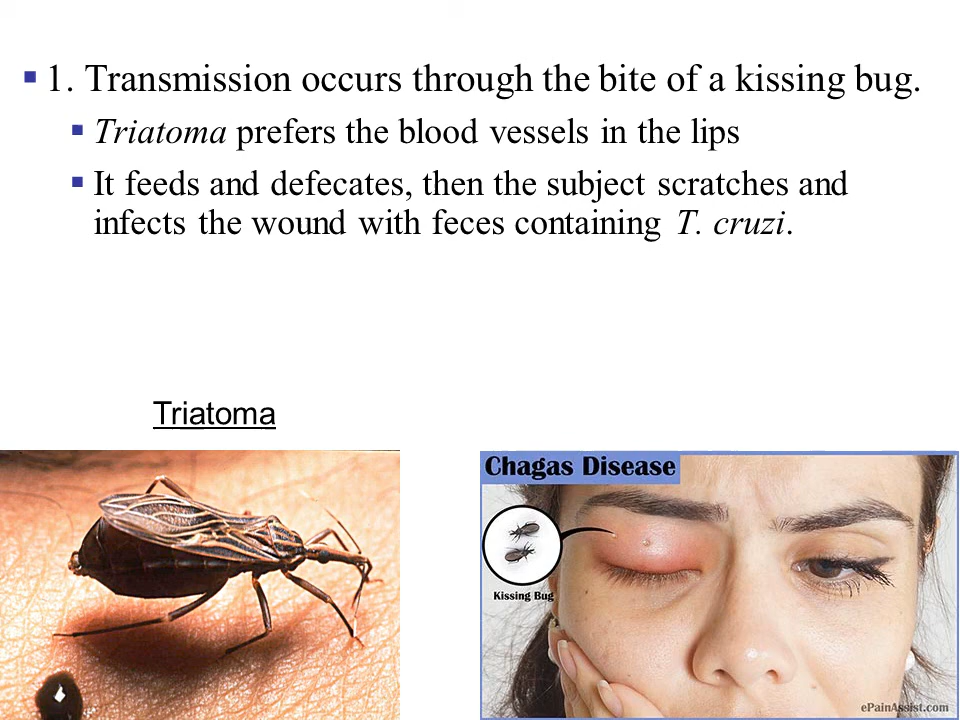 1. Transmission occurs through the bite of a kissing bug.
Triatoma prefers the blood vessels in the lips
It feeds and defecates, then the subject scratches and
infects the wound with feces containing T. cruzi.
Triatoma
Chagas Disease
Kissing Bug
ePainAssist.com